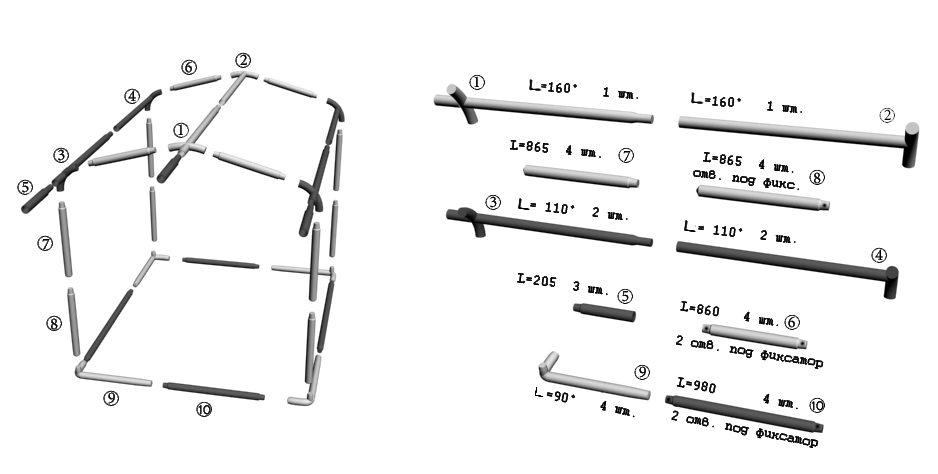 ②
⑥
④
①
③
⑤
⑦
⑧
⑨
⑩
①
L=160° 1 шт.
L=160° 1 шт.
②
L=865 4 шт. ⑦
L=865 4 шт.
отв. под фикс. ⑧
③
L= 110° 2 шт.
L= 110° 2 шт.
④
L=205 3 шт. ⑤
L=860 4 шт. ⑥
2 отв. под фиксатор
⑨
L=90° 4 шт.
L=980 4 шт. ⑩
2 отв. под фиксатор